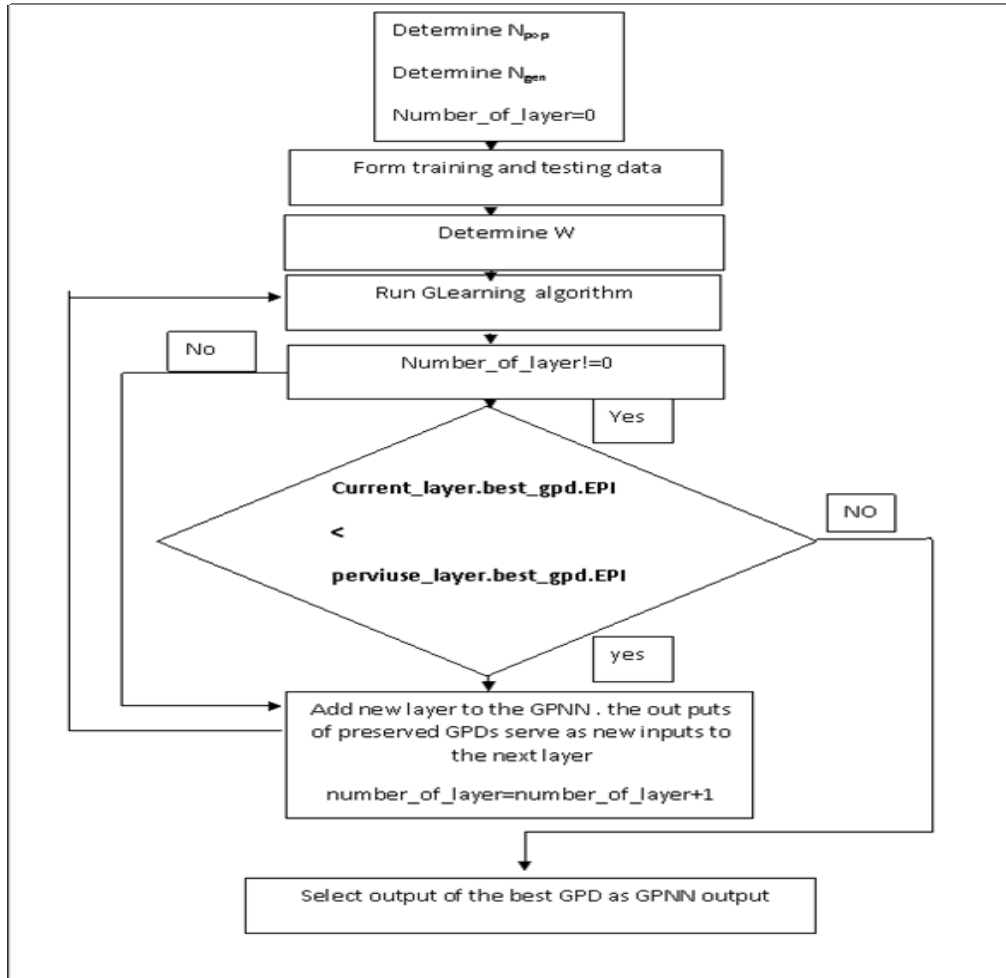 Determine Npop
Determine Ngen
Number_of_layer=0
Form training and testing data
Determine W
Run GLearning algorithm
No
Number_of_layer!=0
Yes
Current_layer.best_gpd.EPI
<
perviuse_layer.best_gpd.EPI
NO
yes
Add new layer to the GPNN . the out puts
of preserved GPDs serve as new inputs to
the next layer
number_of_layer=number_of_layer+1
Select output of the best GPD as GPNN output